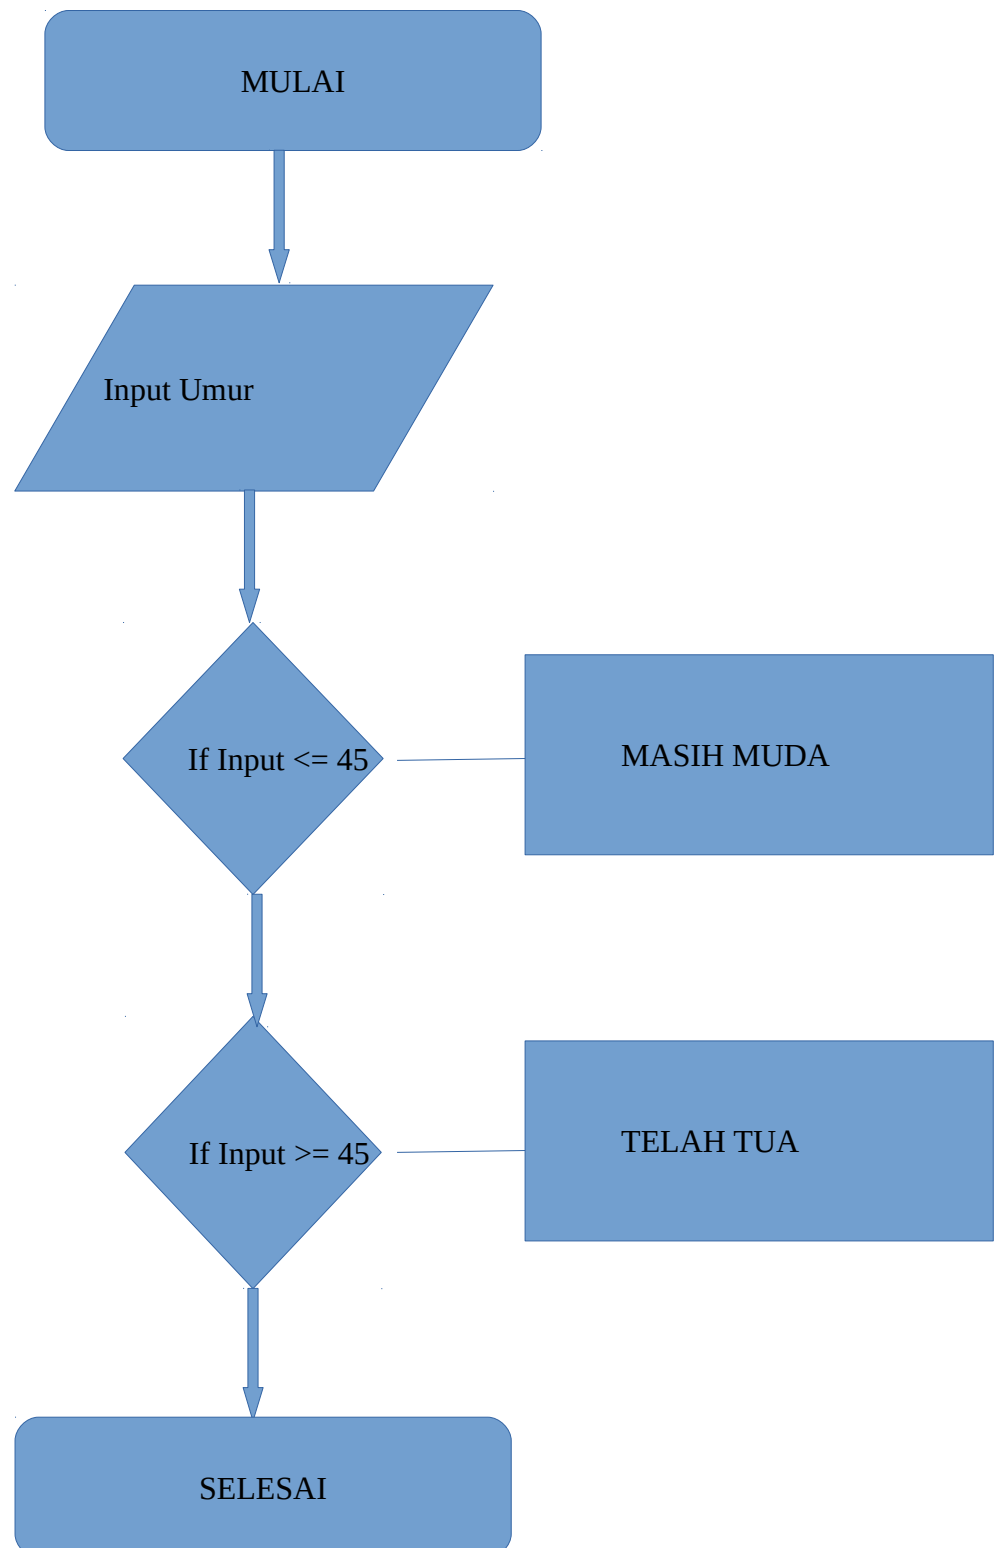 MULAI
Input Umur
If Input <= 45
MASIH MUDA
If Input >= 45
TELAH TUA
SELESAI